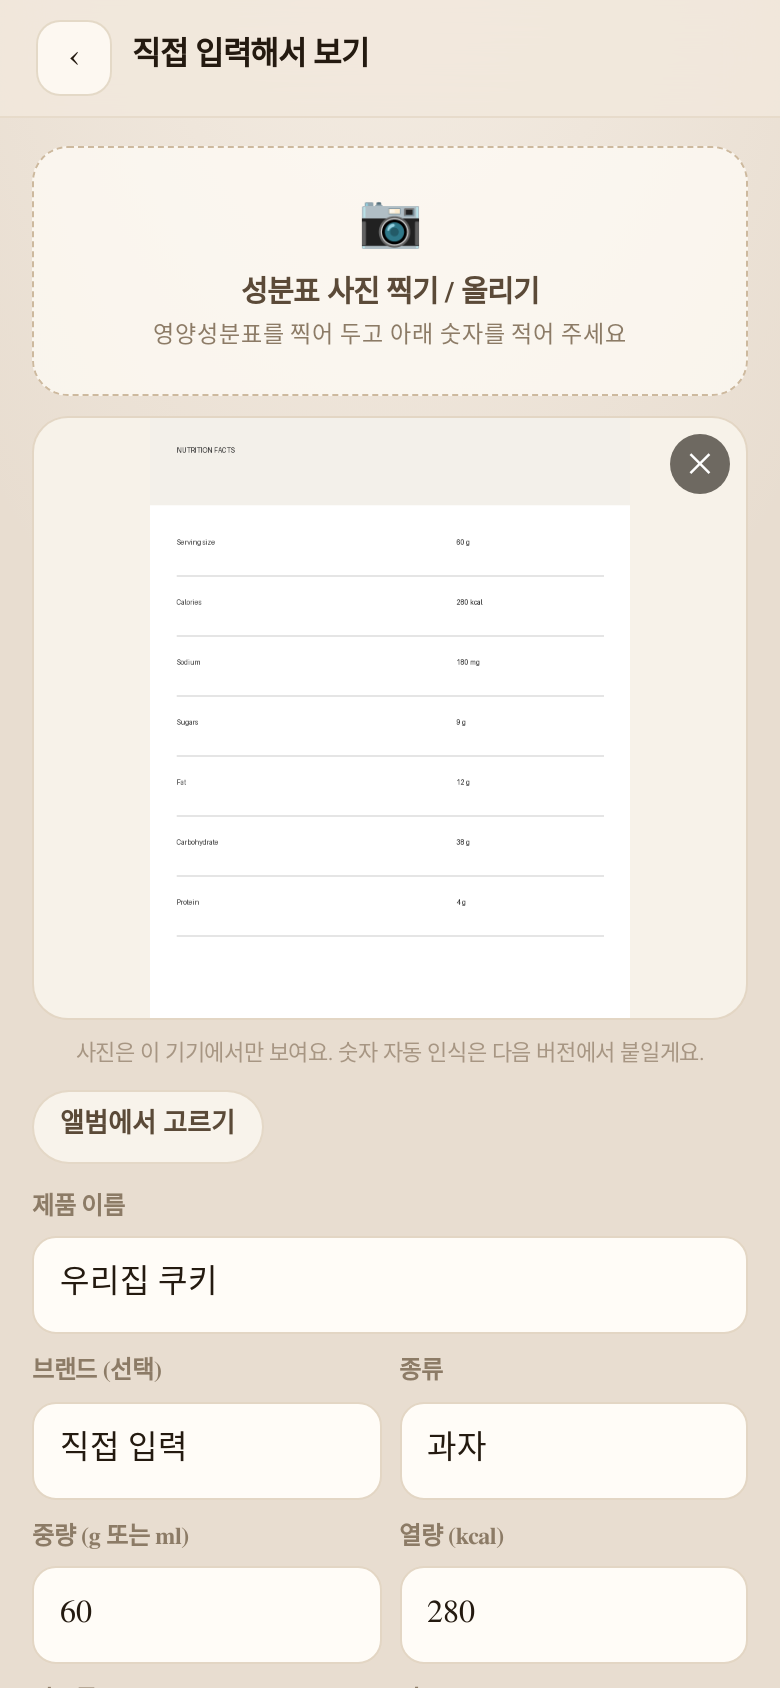 직접 입력해서 보기
성분표 사진 찍기 / 올리기
영양성분표를 찍어 두고 아래 숫자를 적어 주세요
NUTRITION FACTS
Serving size 60 g
Calories 280 kcal
Sodium 180 mg
Sugars 9 g
Fat 12 g
Carbohydrate 38 g
Protein 4 g
사진은 이 기기에서만 보여요. 숫자 자동 인식은 다음 버전에서 붙일게요.
앨범에서 고르기
제품 이름
우리집 쿠키
브랜드 (선택) 종류
직접 입력 과자
중량 (g 또는 ml) 열량 (kcal)
60 280